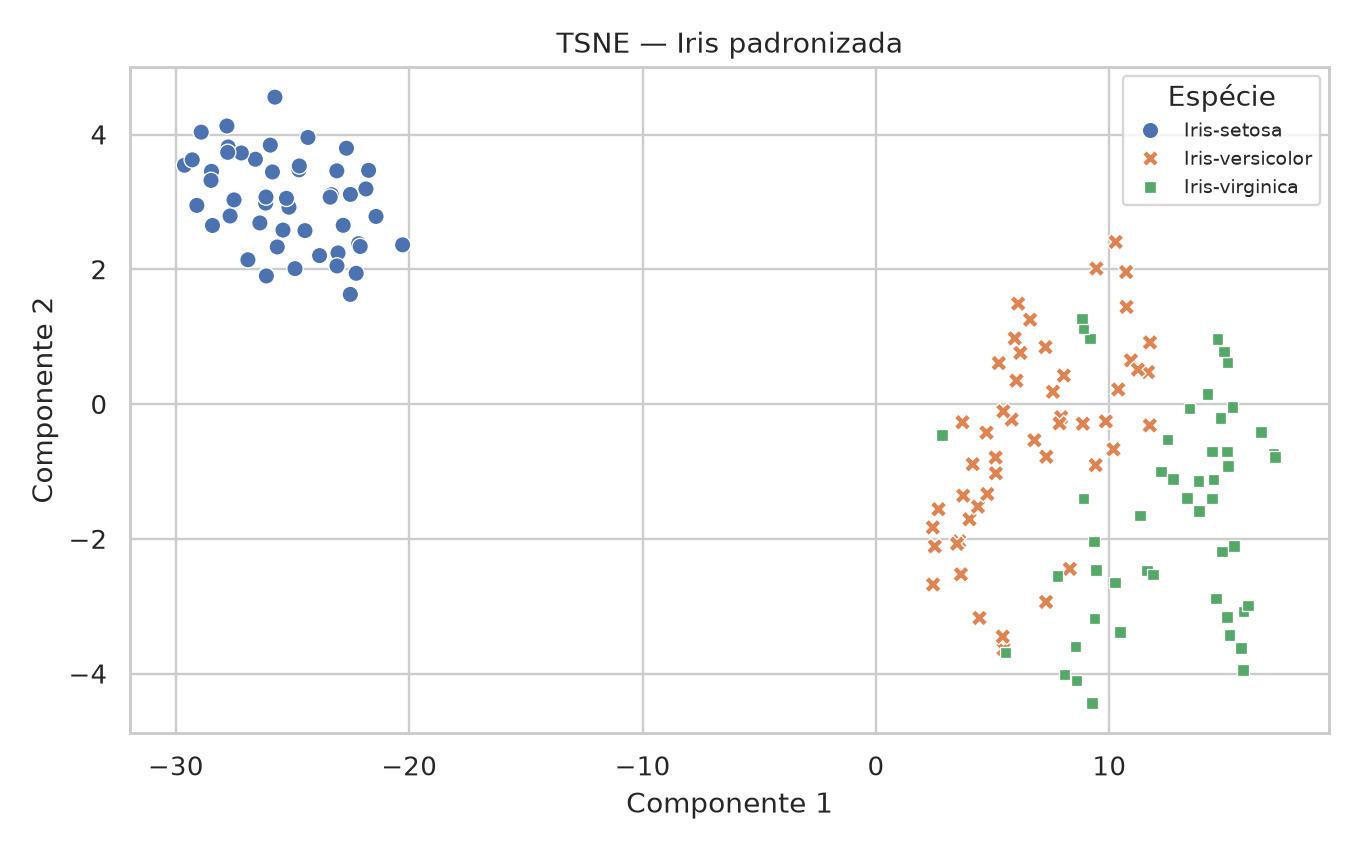 TSNE — Iris padronizada
Espécie
Iris-setosa
Iris-versicolor
Iris-virginica
Componente 2
4
2
0
−2
−4
−30
−20
−10
0
10
Componente 1